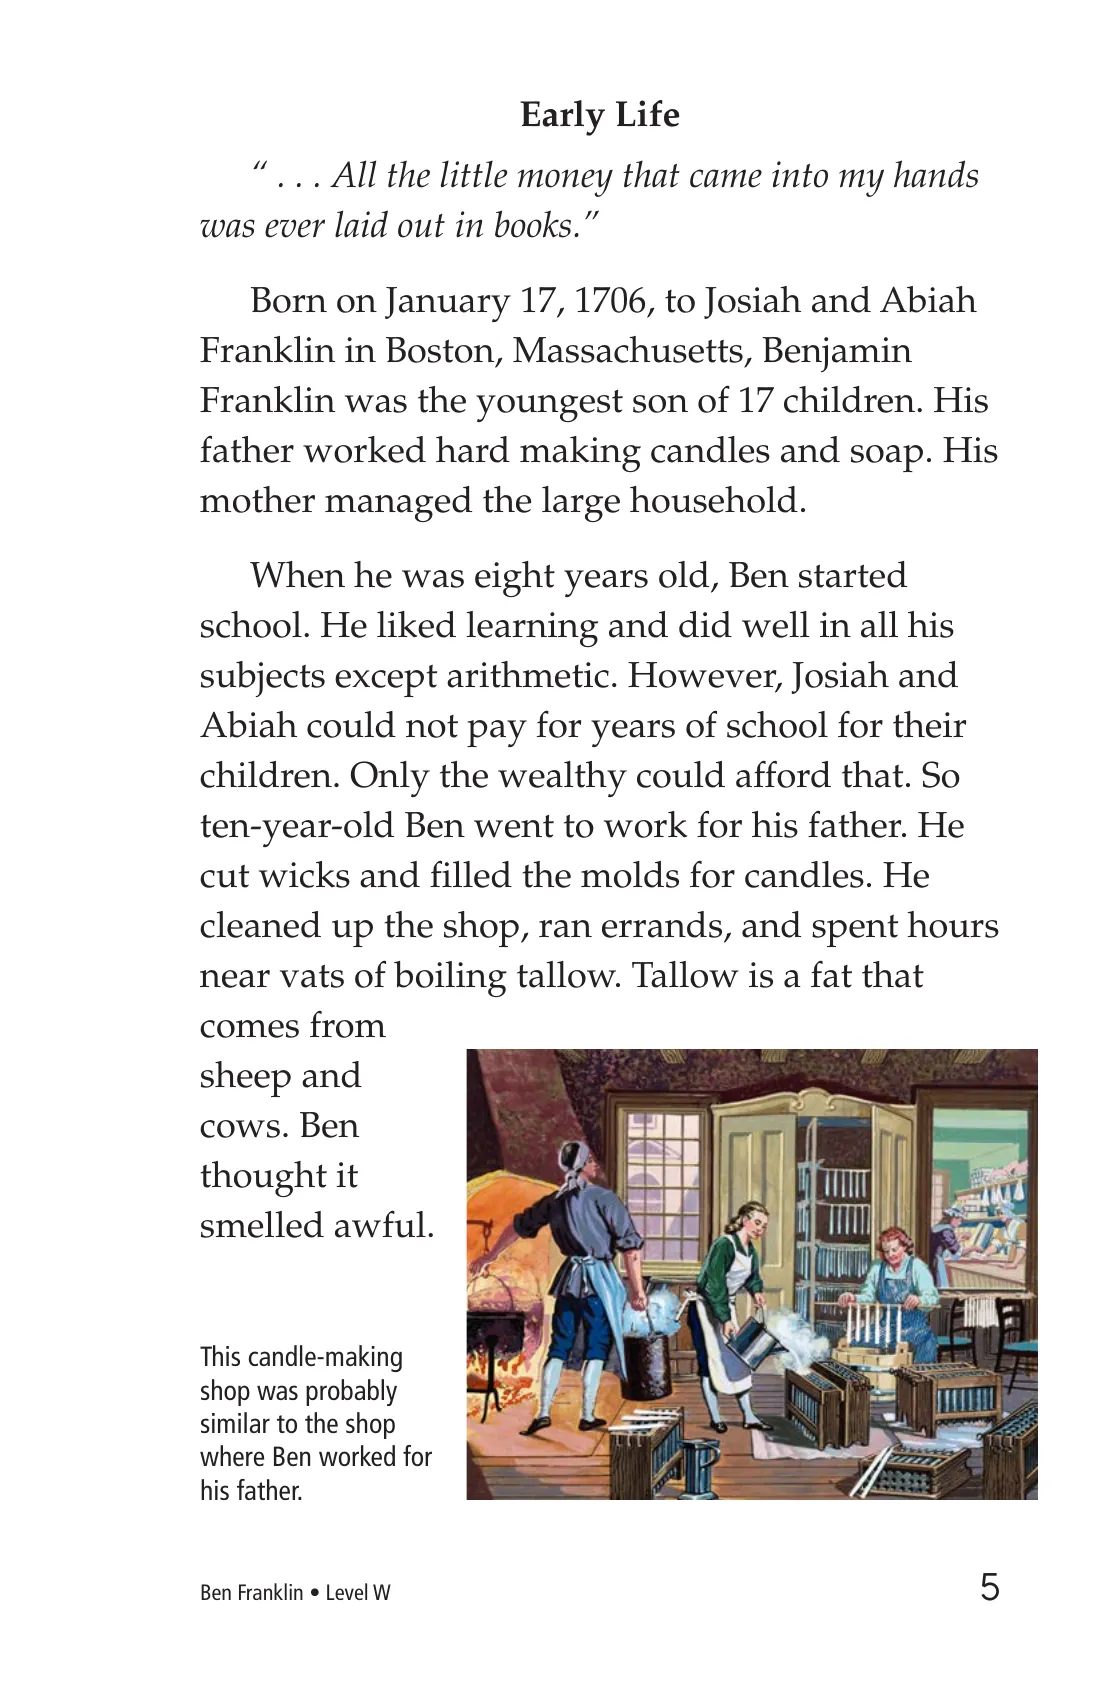 Early Life
“ . . . All the little money that came into my hands
was ever laid out in books.”
Born on January 17, 1706, to Josiah and Abiah
Franklin in Boston, Massachusetts, Benjamin
Franklin was the youngest son of 17 children. His
father worked hard making candles and soap. His
mother managed the large household.
When he was eight years old, Ben started
school. He liked learning and did well in all his
subjects except arithmetic. However, Josiah and
Abiah could not pay for years of school for their
children. Only the wealthy could afford that. So
ten-year-old Ben went to work for his father. He
cut wicks and filled the molds for candles. He
cleaned up the shop, ran errands, and spent hours
near vats of boiling tallow. Tallow is a fat that
comes from
sheep and
cows. Ben
thought it
smelled awful.
This candle-making
shop was probably
similar to the shop
where Ben worked for
his father.
Ben Franklin • Level W
5